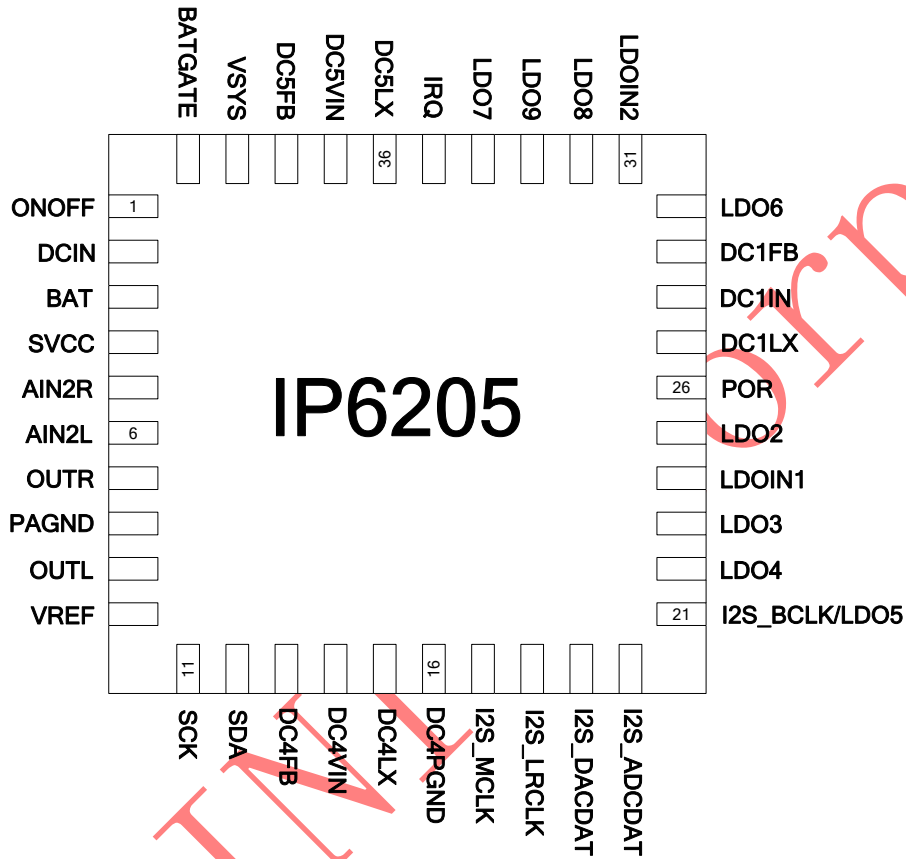 BATGATE
VSYS
DC5FB
DC5VIN
DC5LX
IRQ
LDO7
LDO9
LDO8
LDOIN2
36
31
ONOFF
1
DCIN
BAT
SVCC
AIN2R
AIN2L
6
OUTR
PAGND
OUTL
VREF
IP6205
LDO6
DC1FB
DC1IN
DC1LX
26
POR
LDO2
LDOIN1
LDO3
LDO4
21
I2S_BCLK/LDO5
11
16
SCK
SDA
DC4FB
DC4VIN
DC4LX
DC4PGND
I2S_MCLK
I2S_LRCLK
I2S_DACDAT
I2S_ADCDAT